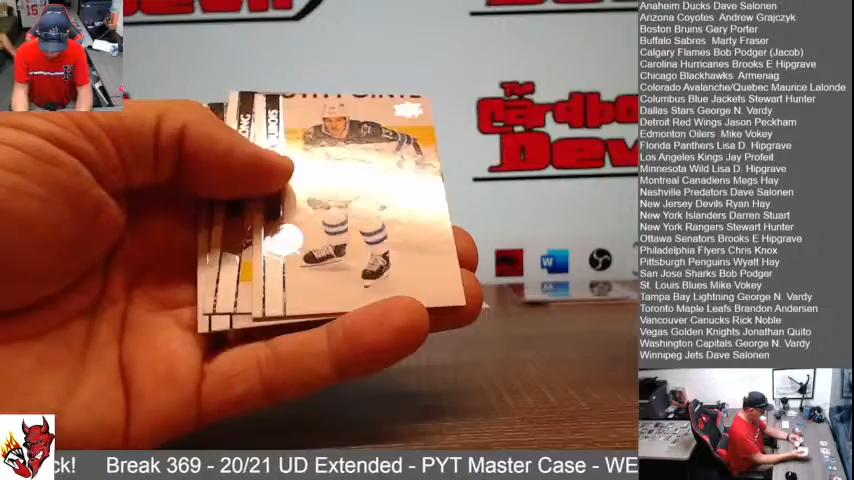 Anaheim Ducks Dave Salonen
Arizona Coyotes Andrew Grajczyk
Boston Bruins Gary Porter
Buffalo Sabres Marty Fraser
Calgary Flames Bob Podger (Jacob)
Carolina Hurricanes Brooks E Hipgrave
Chicago Blackhawks Armenag
Colorado Avalanche/Quebec Maurice Lalonde
Columbus Blue Jackets Stewart Hunter
Dallas Stars George N. Vardy
Detroit Red Wings Jason Peckham
Edmonton Oilers Mike Vokey
Florida Panthers Lisa D. Hipgrave
Los Angeles Kings Jay Profeit
Minnesota Wild Lisa D. Hipgrave
Montreal Canadiens Megs Hay
Nashville Predators Dave Salonen
New Jersey Devils Ryan Hay
New York Islanders Darren Stuart
New York Rangers Stewart Hunter
Ottawa Senators Brooks E Hipgrave
Philadelphia Flyers Chris Knox
Pittsburgh Penguins Wyatt Hay
San Jose Sharks Bob Podger
St. Louis Blues Mike Vokey
Tampa Bay Lightning George N. Vardy
Toronto Maple Leafs Brandon Andersen
Vancouver Canucks Rick Noble
Vegas Golden Knights Jonathan Quito
Washington Capitals George N. Vardy
Winnipeg Jets Dave Salonen
The
Cardbo
Devi
ck! Break 369 - 20/21 UD Extended - PYT Master Case - WE